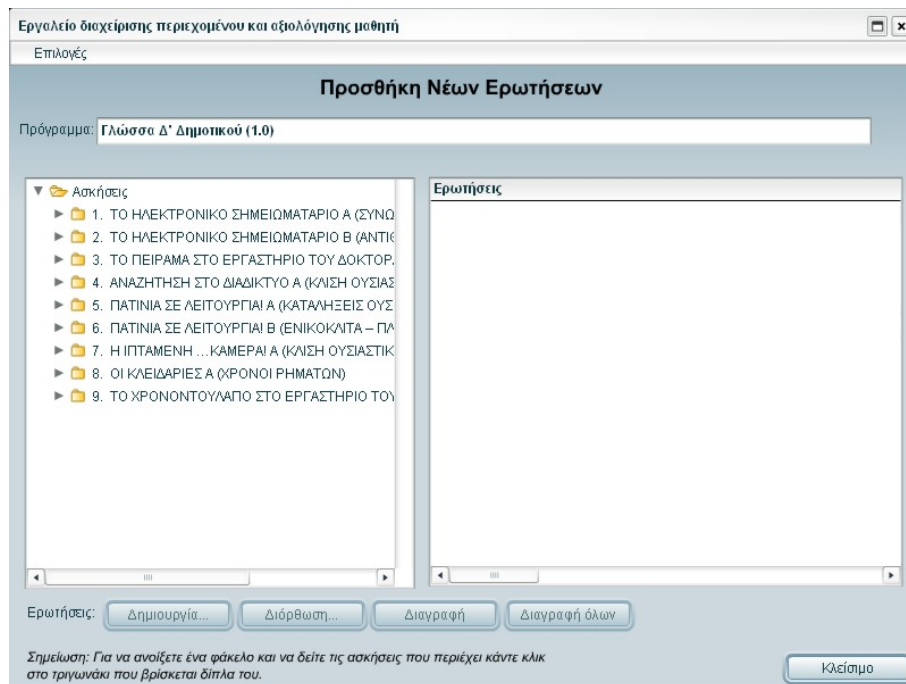 Εργαλείο διαχείρισης περιεχομένου και αξιολόγησης μαθητή
Επιλογές
Προσθήκη Νέων Ερωτήσεων
Πρόγραμμα: Γλώσσα Δ' Δημοτικού (1.0)
Ασκήσεις
1. ΤΟ ΗΛΕΚΤΡΟΝΙΚΟ ΣΗΜΕΙΩΜΑΤΑΡΙΟ Α (ΣΥΝΩ
2. ΤΟ ΗΛΕΚΤΡΟΝΙΚΟ ΣΗΜΕΙΩΜΑΤΑΡΙΟ Β (ΑΝΤΙΘ
3. ΤΟ ΠΕΙΡΑΜΑ ΣΤΟ ΕΡΓΑΣΤΗΡΙΟ ΤΟΥ ΔΟΚΤΟΡ
4. ΑΝΑΖΗΤΗΣΗ ΣΤΟ ΔΙΑΔΙΚΤΥΟ Α (ΚΛΙΣΗ ΟΥΣΙΑΣ
5. ΠΑΤΙΝΙΑ ΣΕ ΛΕΙΤΟΥΡΓΙΑ! Α (ΚΑΤΑΛΗΞΕΙΣ ΟΥΣ
6. ΠΑΤΙΝΙΑ ΣΕ ΛΕΙΤΟΥΡΓΙΑ! Β (ΕΝΙΚΟΚΛΙΤΑ – ΠΛ
7. Η ΙΠΤΑΜΕΝΗ ...ΚΑΜΕΡΑ! Α (ΚΛΙΣΗ ΟΥΣΙΑΣΤΙΚ
8. ΟΙ ΚΛΕΙΔΑΡΙΕΣ Α (ΧΡΟΝΟΙ ΡΗΜΑΤΩΝ)
9. ΤΟ ΧΡΟΝΟΝΤΟΥΛΑΠΟ ΣΤΟ ΕΡΓΑΣΤΗΡΙΟ ΤΟΥ
Ερωτήσεις
Ερωτήσεις: Δημιουργία... Διόρθωση... Διαγραφή Διαγραφή όλων
Σημείωση: Για να ανοίξετε ένα φάκελο και να δείτε τις ασκήσεις που περιέχει κάντε κλικ
στο τριγωνάκι που βρίσκεται δίπλα του.
Κλείσιμο